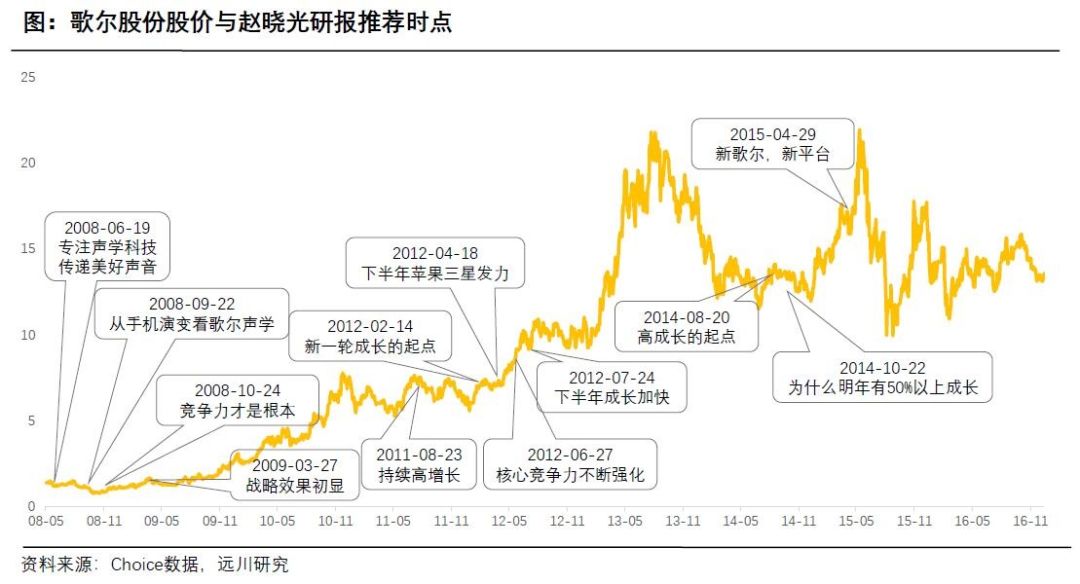 图：歌尔股份股价与赵晓光研报推荐时点
25
20
15
10
5
0
2008-06-19
专注声学科技
传递美好声音
2008-09-22
从手机演变看歌尔声学
2008-10-24
竞争力才是根本
2009-03-27
战略效果初显
2011-08-23
持续高增长
2012-02-14
新一轮成长的起点
2012-04-18
下半年苹果三星发力
2012-06-27
核心竞争力不断强化
2012-07-24
下半年成长加快
2014-08-20
高成长的起点
2014-10-22
为什么明年有50%以上成长
2015-04-29
新歌尔，新平台
08-05 08-11 09-05 09-11 10-05 10-11 11-05 11-11 12-05 12-11 13-05 13-11 14-05 14-11 15-05 15-11 16-05 16-11
资料来源：Choice数据，远川研究